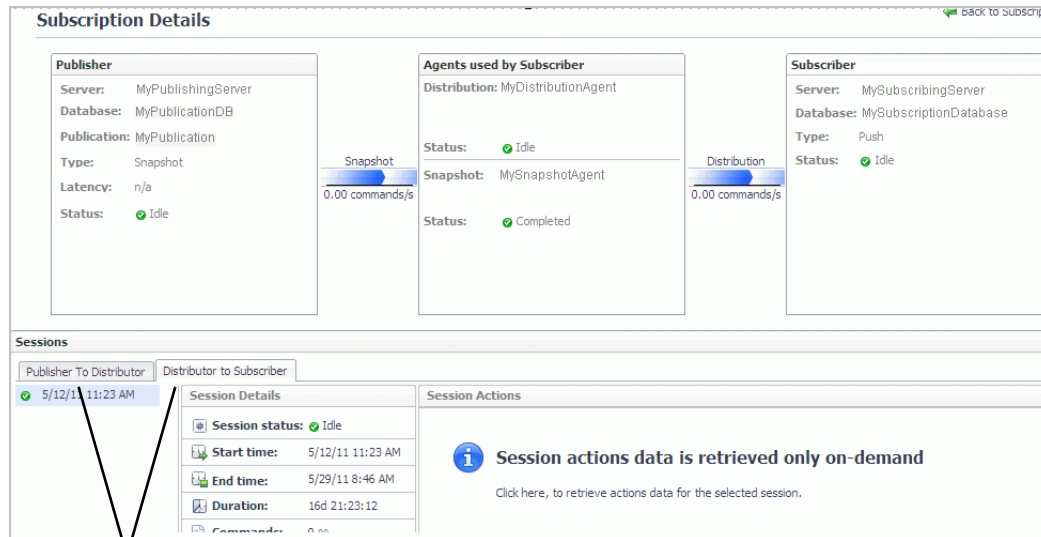 Subscription Details
Back to Subscrip
Publisher
Server: MyPublishingServer
Database: MyPublicationDB
Publication: MyPublication
Type: Snapshot
Latency: n/a
Status: Idle
Snapshot
0.00 commands/s
Agents used by Subscriber
Distribution: MyDistributionAgent
Status: Idle
Snapshot: MySnapshotAgent
Status: Completed
Distribution
0.00 commands/s
Subscriber
Server: MySubscribingServer
Database: MySubscriptionDatabase
Type: Push
Status: Idle
Sessions
Publisher To Distributor
Distributor to Subscriber
5/12/11 11:23 AM
Session Details
Session status: Idle
Start time: 5/12/11 11:23 AM
End time: 5/29/11 8:46 AM
Duration: 16d 21:23:12
Commands: 0.00
Session Actions
Session actions data is retrieved only on-demand
Click here, to retrieve actions data for the selected session.